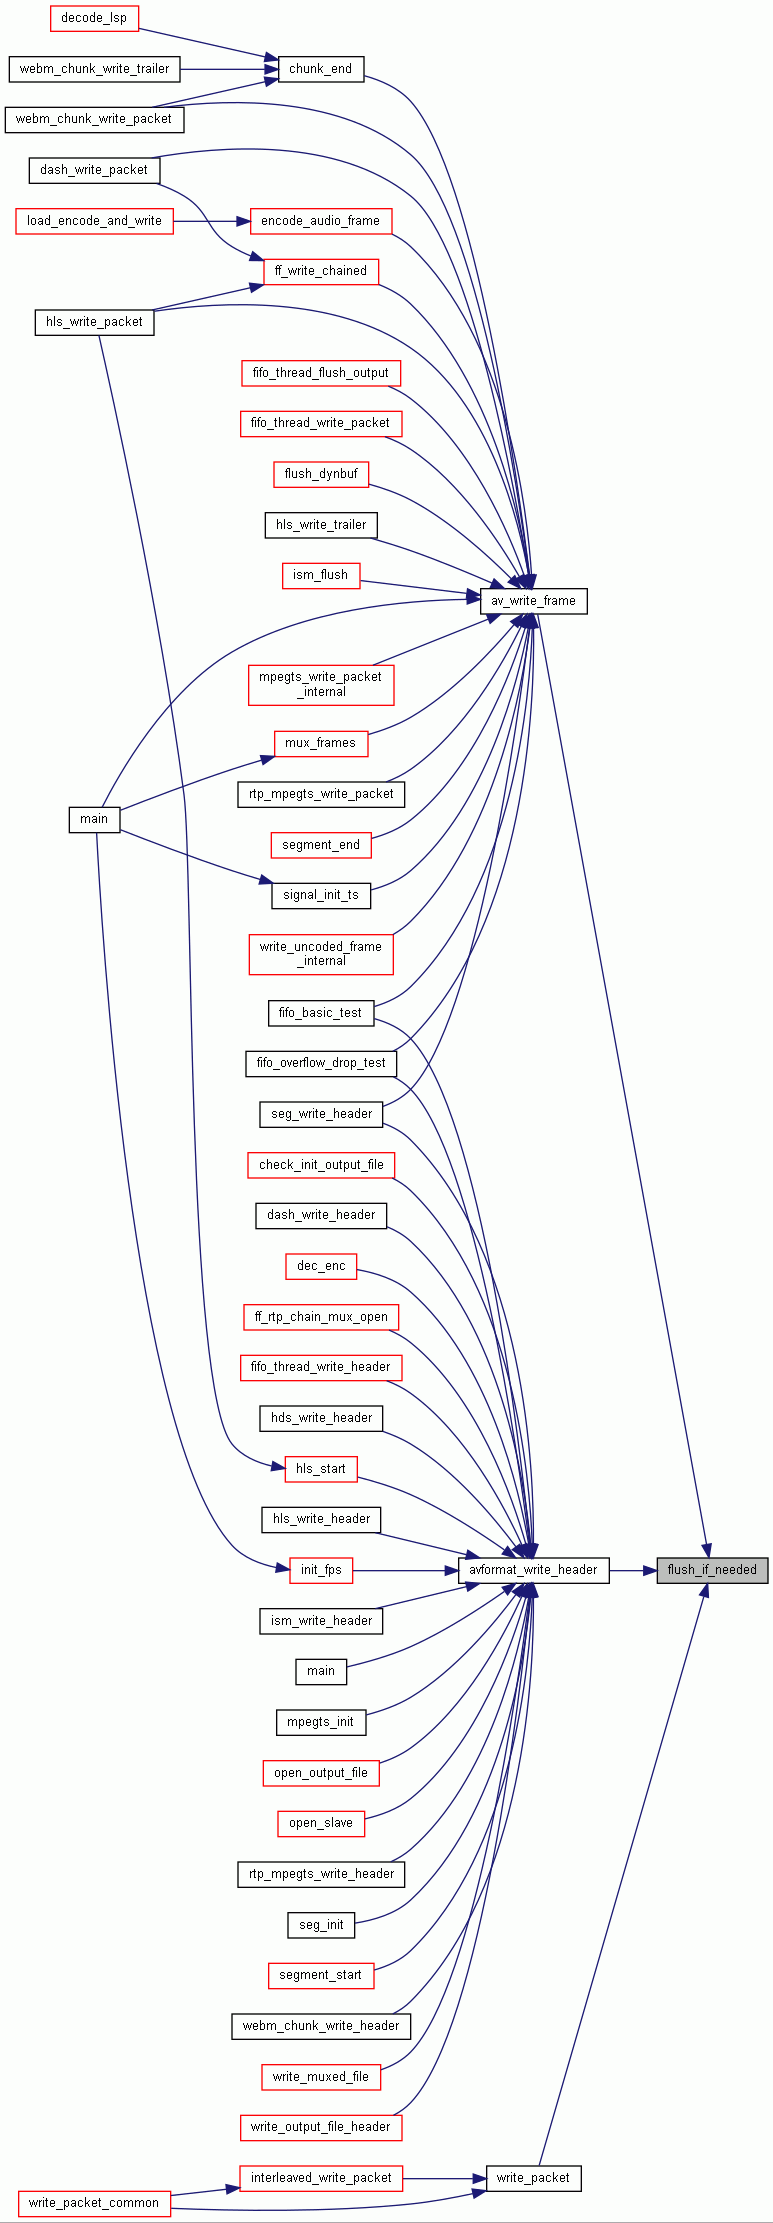 decode_lsp
webm_chunk_write_trailer
chunk_end
webm_chunk_write_packet
dash_write_packet
load_encode_and_write
encode_audio_frame
ff_write_chained
hls_write_packet
fifo_thread_flush_output
fifo_thread_write_packet
flush_dynbuf
hls_write_trailer
ism_flush
av_write_frame
mpegts_write_packet
_internal
mux_frames
rtp_mpegts_write_packet
main
segment_end
signal_init_ts
write_uncoded_frame
_internal
fifo_basic_test
fifo_overflow_drop_test
seg_write_header
check_init_output_file
dash_write_header
dec_enc
ff_rtp_chain_mux_open
fifo_thread_write_header
hds_write_header
hls_start
hls_write_header
init_fps
avformat_write_header
flush_if_needed
ism_write_header
main
mpegts_init
open_output_file
open_slave
rtp_mpegts_write_header
seg_init
segment_start
webm_chunk_write_header
write_muxed_file
write_output_file_header
interleaved_write_packet
write_packet
write_packet_common